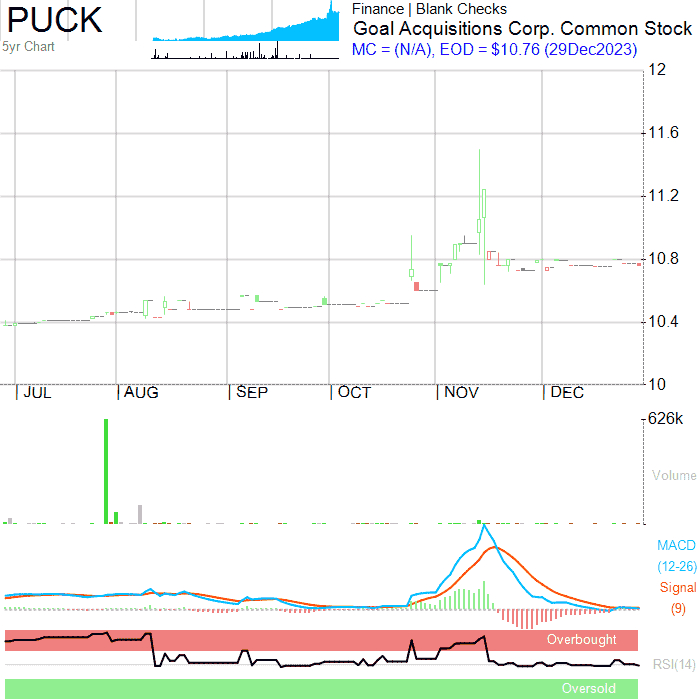 PUCK
5yr Chart
Finance | Blank Checks
Goal Acquisitions Corp. Common Stock
MC = (N/A), EOD = $10.76 (29Dec2023)
12
11.6
11.2
10.8
10.4
10
JUL AUG SEP OCT NOV DEC
626k
Volume
MACD
(12-26)
Signal
(9)
Overbought
RSI(14)
Oversold